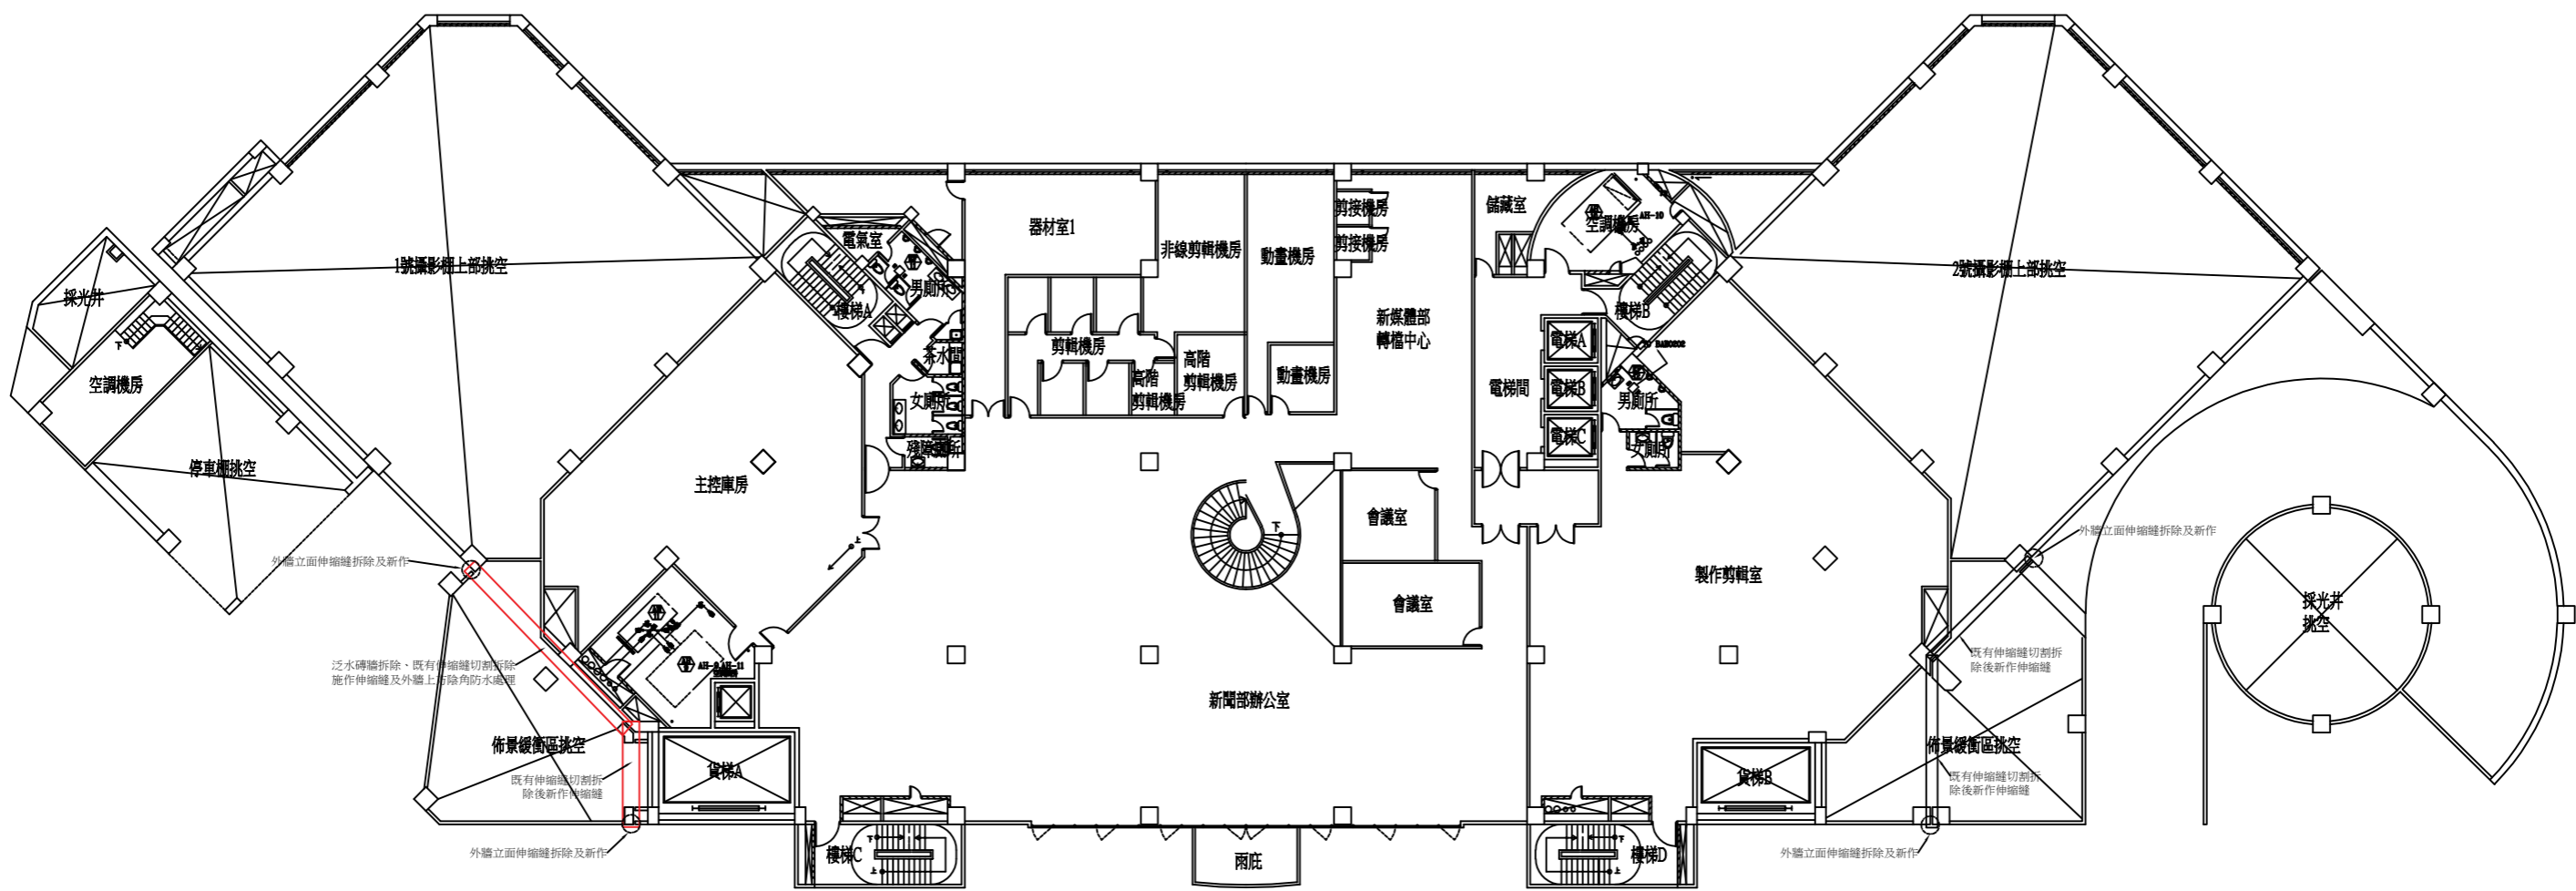 器材室1
儲藏室
剪接機房
剪接機房
空調機房
AH-10
電氣室
非線剪輯機房
動畫機房
1號攝影棚上部挑空
2號攝影棚上部挑空
採光井
男廁所
樓梯A
樓梯B
新媒體部
轉檔中心
剪輯機房
茶水間
高階
剪輯機房
高階
剪輯機房
動畫機房
電梯間
電梯A
電梯B
電梯C
男廁所
女廁所
下
空調機房
女廁所
停車棚挑空
主控庫房
會議室
下
上
外牆立面伸縮縫拆除及新作
外牆立面伸縮縫拆除及新作
製作剪輯室
會議室
採光井
挑空
泛水磚牆拆除、既有伸縮縫切割拆除
施作伸縮縫及外牆上方陰角防水處理
AH-9
AH-11
既有伸縮縫切割拆
除後新作伸縮縫
新聞部辦公室
佈景緩衝區挑空
佈景緩衝區挑空
貨梯A
貨梯B
既有伸縮縫切割拆
除後新作伸縮縫
既有伸縮縫切割拆
除後新作伸縮縫
外牆立面伸縮縫拆除及新作
外牆立面伸縮縫拆除及新作
樓梯C
下
上
雨庇
下
上
樓梯D